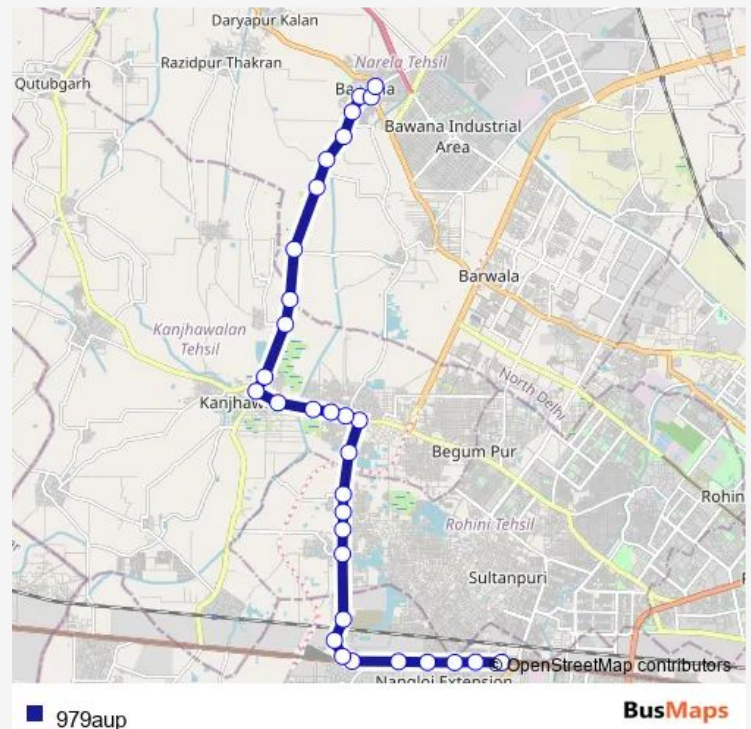 Daryapur Kalan
Narela Tehsil
Razidpur Thakran
Qutubgarh
Bawana Industrial
Area
Barwala
Kanjhawalan
Tehsil
North Delhi
Begum Pur
Rohini Tehsil
Sultanpuri
© OpenStreetMap contributors
Nangloi Extension
979aup
BusMaps